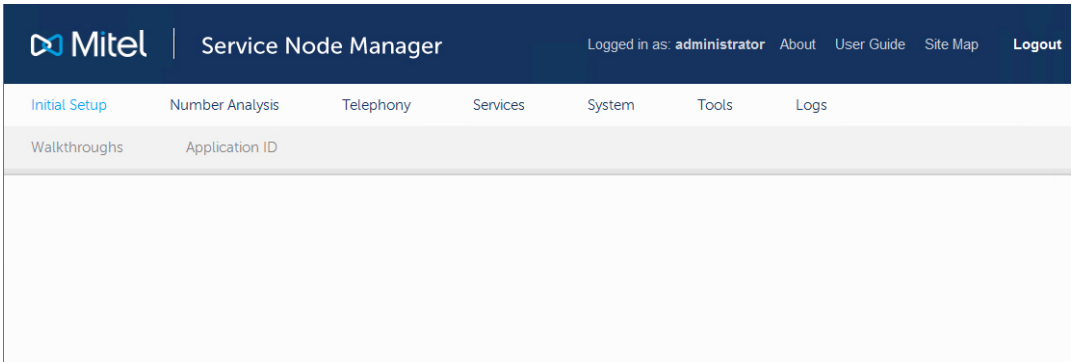 Mitel Service Node Manager Logged in as: administrator About User Guide Site Map Logout
Initial Setup Number Analysis Telephony Services System Tools Logs
Walkthroughs Application ID